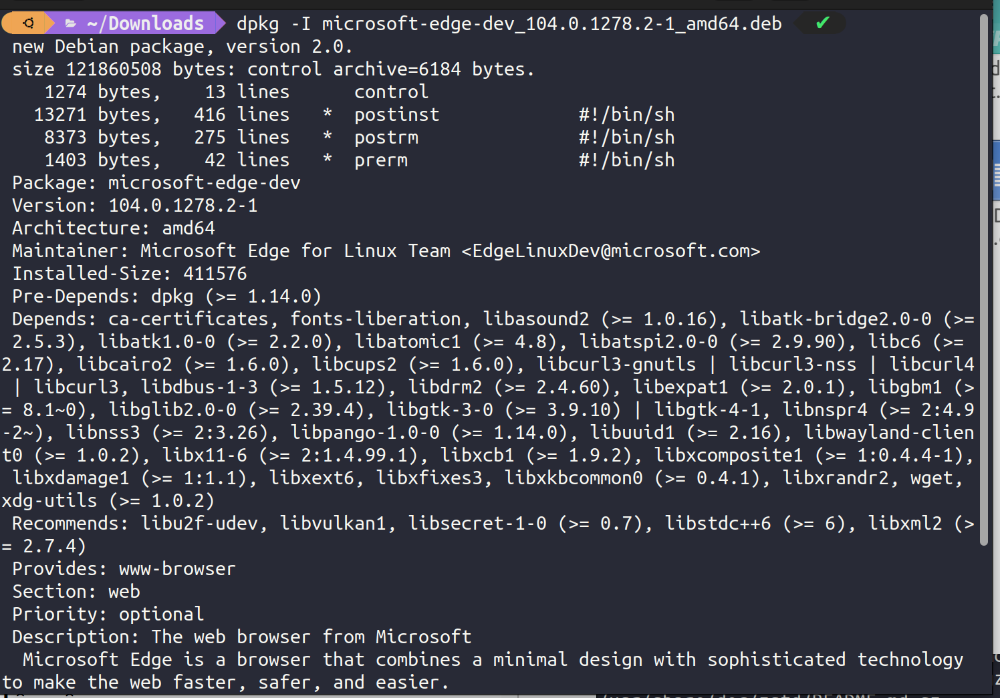 ~/Downloads dpkg -I microsoft-edge-dev_104.0.1278.2-1_amd64.deb ✔
new Debian package, version 2.0.
size 121860508 bytes: control archive=6184 bytes.
1274 bytes, 13 lines control
13271 bytes, 416 lines * postinst #!/bin/sh
8373 bytes, 275 lines * postrm #!/bin/sh
1403 bytes, 42 lines * prerm #!/bin/sh
Package: microsoft-edge-dev
Version: 104.0.1278.2-1
Architecture: amd64
Maintainer: Microsoft Edge for Linux Team <EdgeLinuxDev@microsoft.com>
Installed-Size: 411576
Pre-Depends: dpkg (>= 1.14.0)
Depends: ca-certificates, fonts-liberation, libasound2 (>= 1.0.16), libatk-bridge2.0-0 (>=
2.5.3), libatk1.0-0 (>= 2.2.0), libatomic1 (>= 4.8), libatspi2.0-0 (>= 2.9.90), libc6 (>=
2.17), libcairo2 (>= 1.6.0), libcups2 (>= 1.6.0), libcurl3-gnutls | libcurl3-nss | libcurl4
| libcurl3, libdbus-1-3 (>= 1.5.12), libdrm2 (>= 2.4.60), libexpat1 (>= 2.0.1), libgbm1 (>
= 8.1~0), libglib2.0-0 (>= 2.39.4), libgtk-3-0 (>= 3.9.10) | libgtk-4-1, libnspr4 (>= 2:4.9
-2~), libnss3 (>= 2:3.26), libpango-1.0-0 (>= 1.14.0), libuuid1 (>= 2.16), libwayland-clien
t0 (>= 1.0.2), libx11-6 (>= 2:1.4.99.1), libxcb1 (>= 1.9.2), libxcomposite1 (>= 1:0.4.4-1),
libxdamage1 (>= 1:1.1), libxext6, libxfixes3, libxkbcommon0 (>= 0.4.1), libxrandr2, wget,
xdg-utils (>= 1.0.2)
Recommends: libu2f-udev, libvulkan1, libsecret-1-0 (>= 0.7), libstdc++6 (>= 6), libxml2 (>
= 2.7.4)
Provides: www-browser
Section: web
Priority: optional
Description: The web browser from Microsoft
Microsoft Edge is a browser that combines a minimal design with sophisticated technology
to make the web faster, safer, and easier.